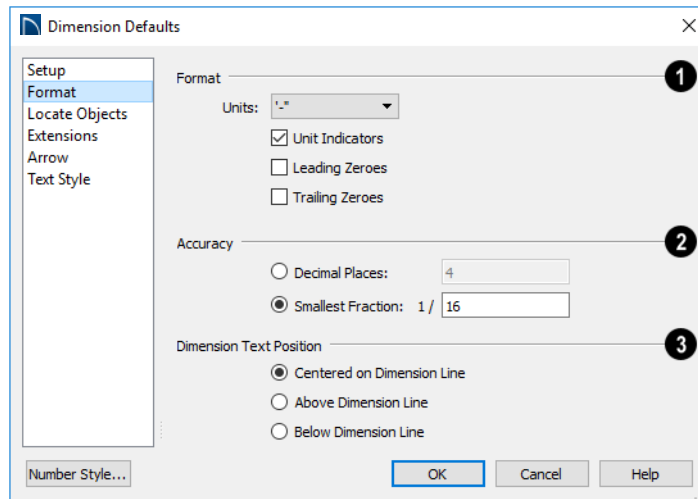 Dimension Defaults
Setup
Format
Locate Objects
Extensions
Arrow
Text Style
Format
1
Units: '-"
Unit Indicators
Leading Zeroes
Trailing Zeroes
Accuracy
2
Decimal Places: 4
Smallest Fraction: 1 / 16
Dimension Text Position
3
Centered on Dimension Line
Above Dimension Line
Below Dimension Line
Number Style...
OK
Cancel
Help